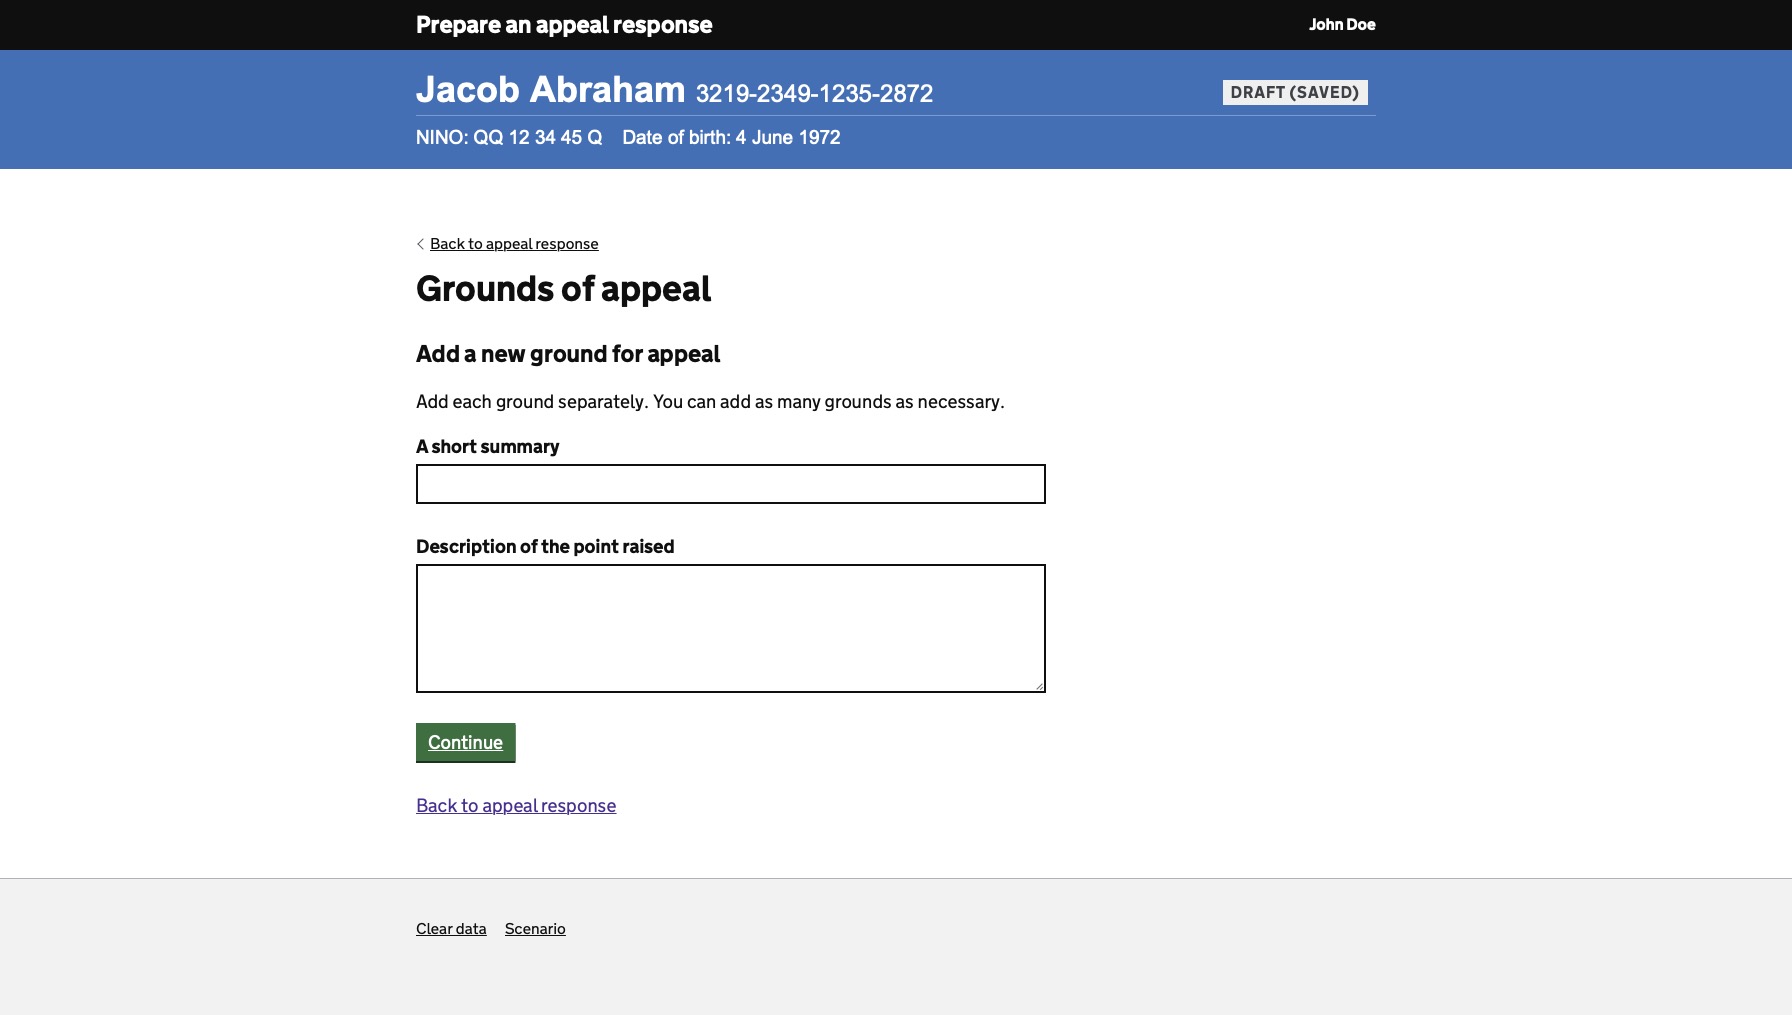 Prepare an appeal response
John Doe
Jacob Abraham 3219-2349-1235-2872
DRAFT (SAVED)
NINO: QQ 12 34 45 Q Date of birth: 4 June 1972
Back to appeal response
Grounds of appeal
Add a new ground for appeal
Add each ground separately. You can add as many grounds as necessary.
A short summary
Description of the point raised
Continue
Back to appeal response
Clear data Scenario